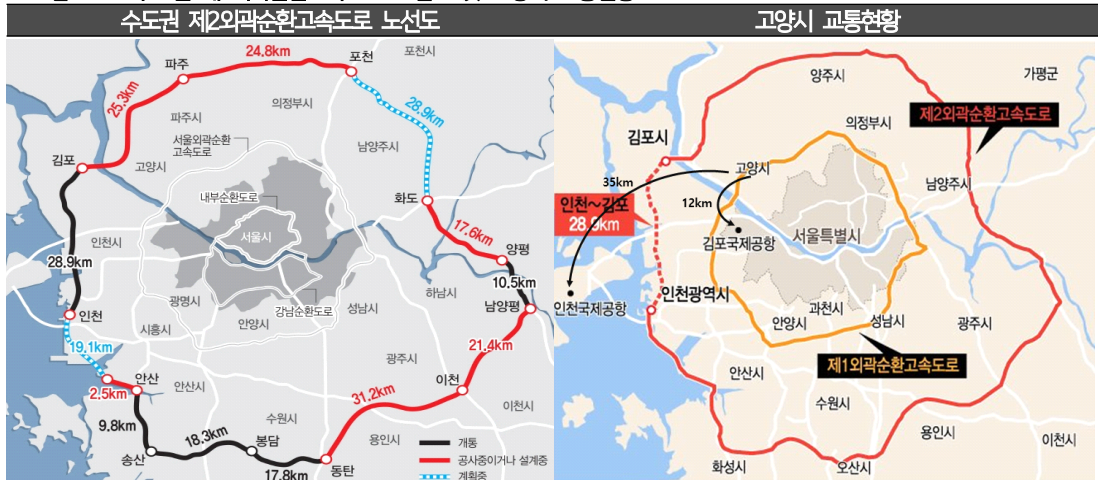 수도권 제2외곽순환고속도로 노선도
고양시 교통현황
24.8km
파주
포천
포천시
25.3km
28.9km
파주시
의정부시
서울외곽순환
고속도로
남양주시
김포
고양시
내부순환도로
화도
서울시
17.6km
인천시
양평
28.9km
10.5km
하남시
광명시
강남순환도로
성남시
남양평
인천
시흥시
안양시
19.1km
21.4km
광주시
2.5km
안산
안산시
31.2km
이천
이천시
9.8km
수원시
18.3km
봉담
용인시
송산
17.8km
동탄
개통
공사중이거나 설계중
계획중
양주시
가평군
제2외곽순환고속도로
의정부시
김포시
고양시
남양주시
35km
12km
인천~김포
28.9km
김포국제공항
서울특별시
인천국제공항
인천광역시
과천시
안양시
성남시
광주시
제1외곽순환고속도로
안산시
수원시
용인시
이천시
화성시
오산시